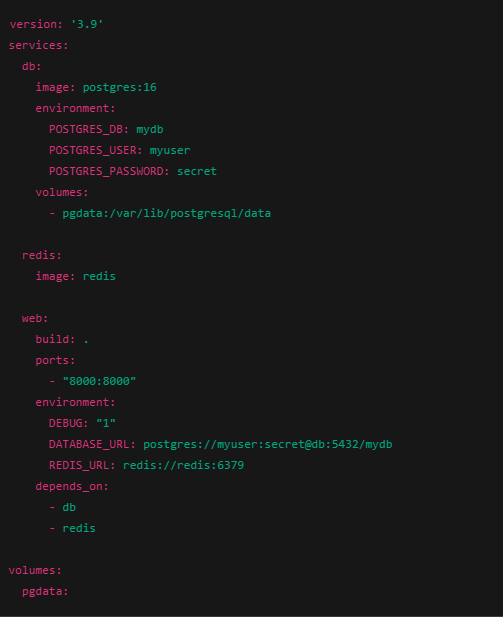 version: '3.9'
services:
  db:
    image: postgres:16
    environment:
      POSTGRES_DB: mydb
      POSTGRES_USER: myuser
      POSTGRES_PASSWORD: secret
    volumes:
      - pgdata:/var/lib/postgresql/data

  redis:
    image: redis

  web:
    build: .
    ports:
      - "8000:8000"
    environment:
      DEBUG: "1"
      DATABASE_URL: postgres://myuser:secret@db:5432/mydb
      REDIS_URL: redis://redis:6379
    depends_on:
      - db
      - redis

volumes:
  pgdata: